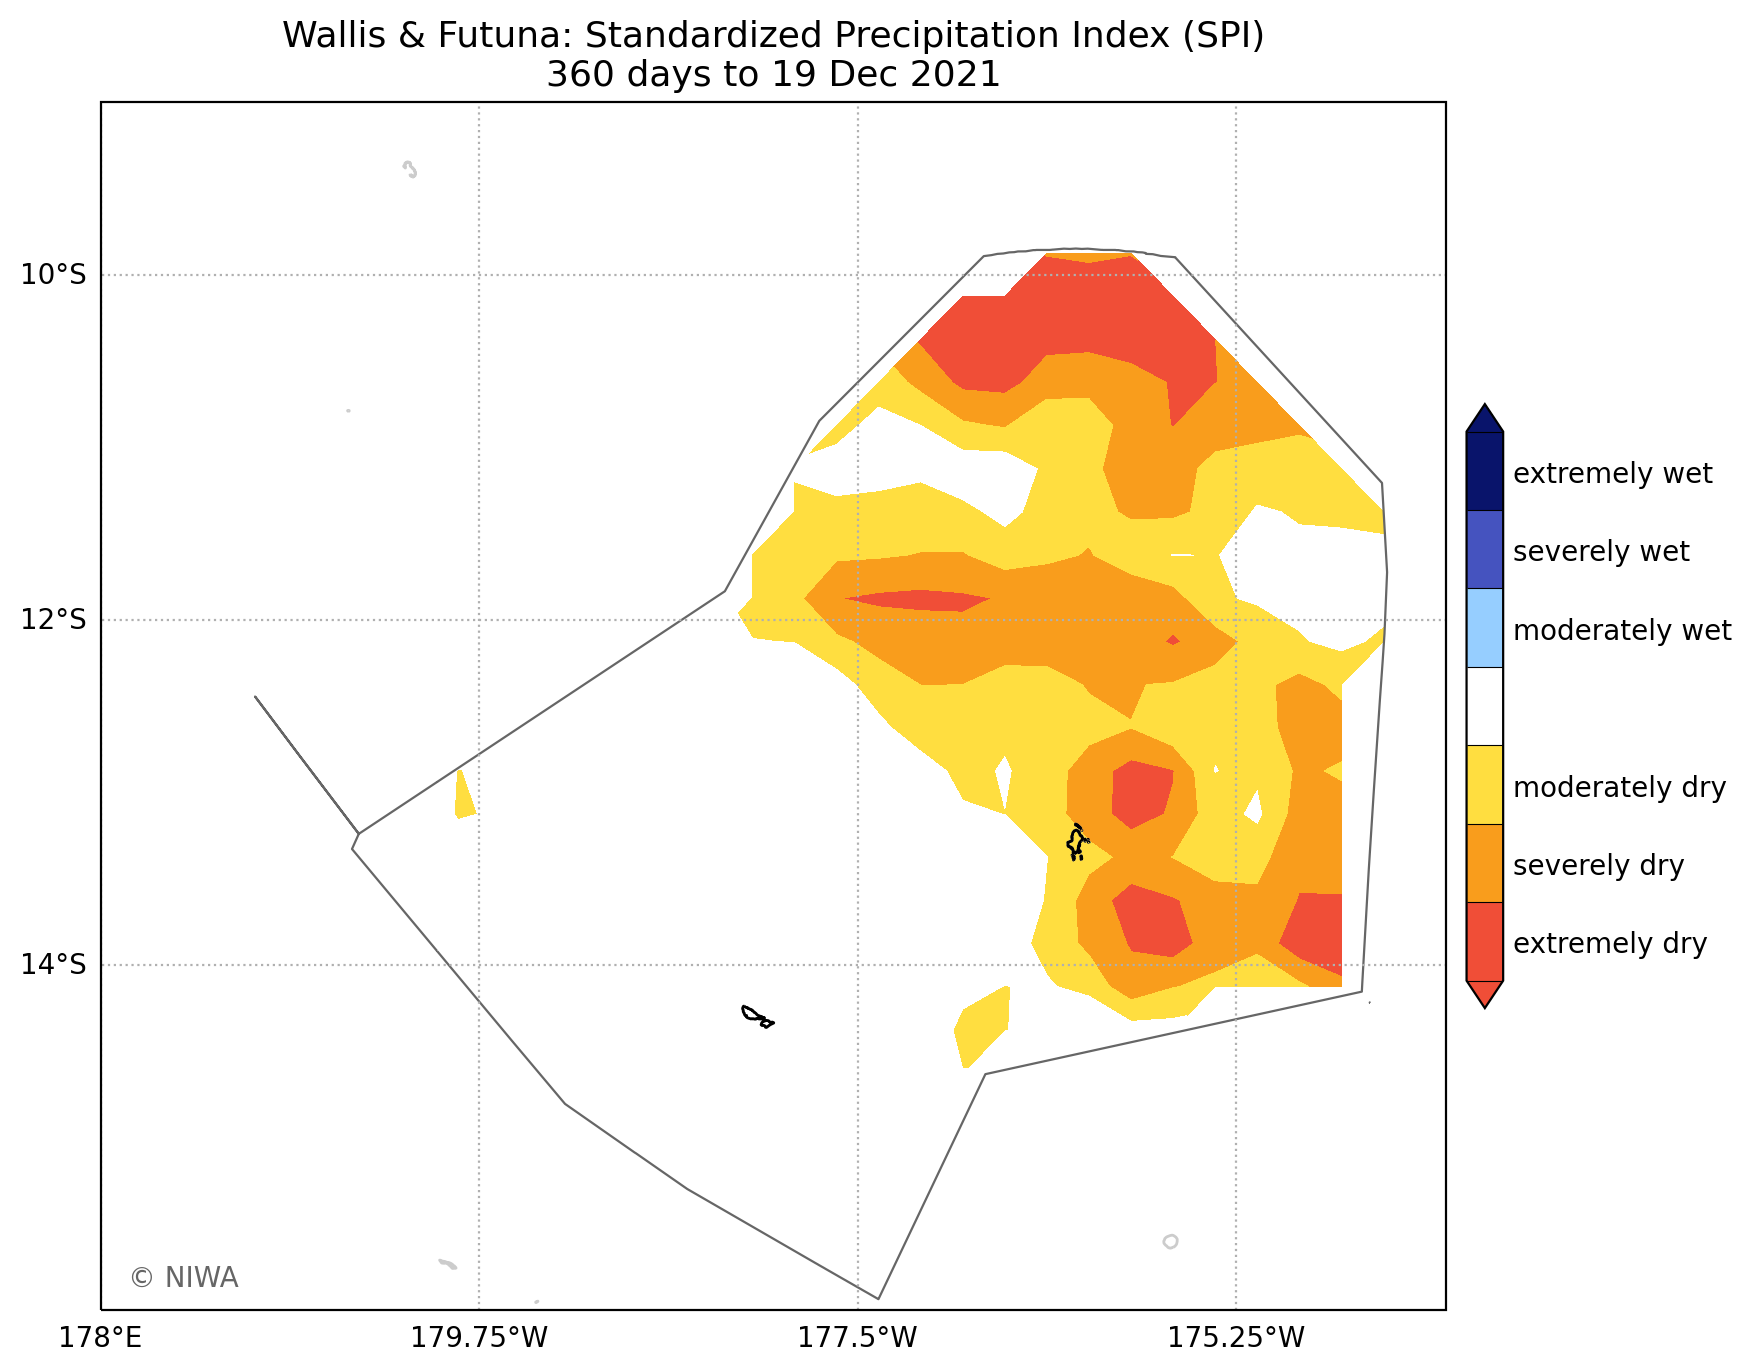 Wallis & Futuna: Standardized Precipitation Index (SPI)
360 days to 19 Dec 2021
10°S
12°S
14°S
178°E
179.75°W
177.5°W
175.25°W
© NIWA
extremely wet
severely wet
moderately wet
moderately dry
severely dry
extremely dry